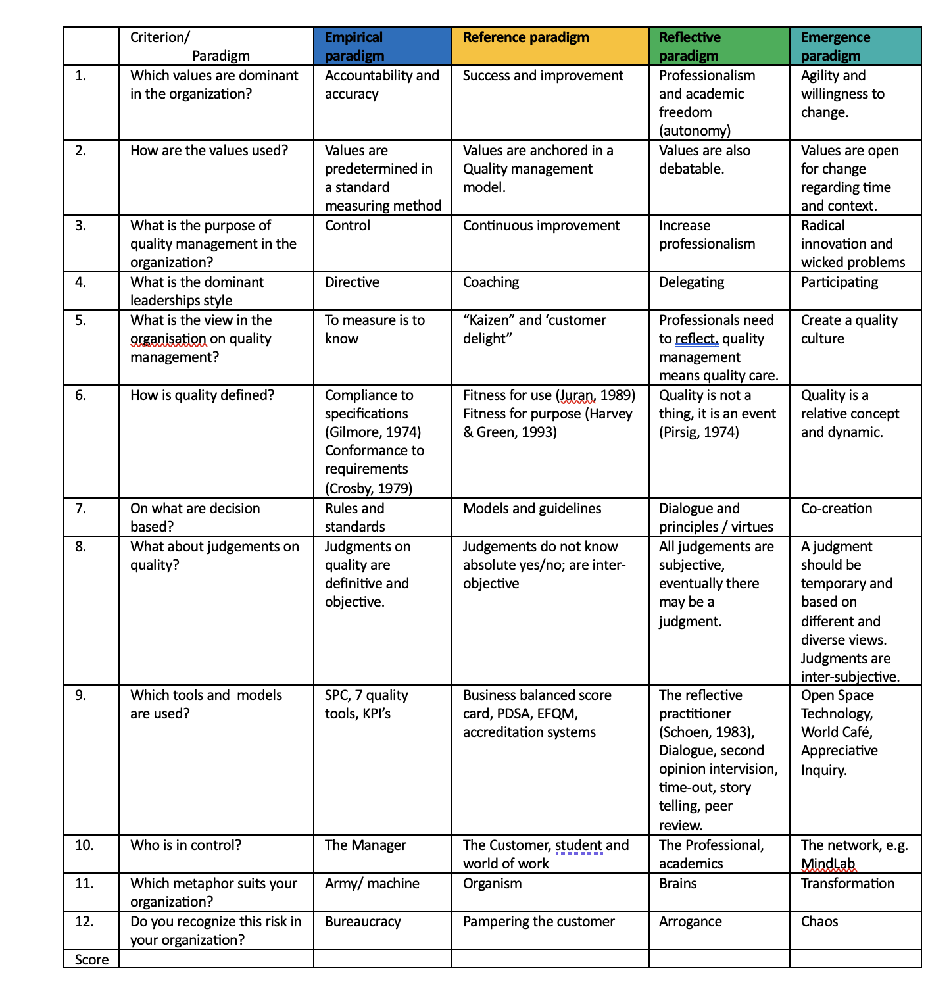 Criterion/
Paradigm
Empirical
paradigm
Reference paradigm
Reflective
paradigm
Emergence
paradigm
1.
Which values are dominant
in the organization?
Accountability and
accuracy
Success and improvement
Professionalism
and academic
freedom
(autonomy)
Agility and
willingness to
change.
2.
How are the values used?
Values are
predetermined in
a standard
measuring method
Values are anchored in a
Quality management
model.
Values are also
debatable.
Values are open
for change
regarding time
and context.
3.
What is the purpose of
quality management in the
organization?
Control
Continuous improvement
Increase
professionalism
Radical
innovation and
wicked problems
4.
What is the dominant
leaderships style
Directive
Coaching
Delegating
Participating
5.
What is the view in the
organisation on quality
management?
To measure is to
know
“Kaizen” and ‘customer
delight”
Professionals need
to reflect, quality
management
means quality care.
Create a quality
culture
6.
How is quality defined?
Compliance to
specifications
(Gilmore, 1974)
Conformance to
requirements
(Crosby, 1979)
Fitness for use (Juran, 1989)
Fitness for purpose (Harvey
& Green, 1993)
Quality is not a
thing, it is an event
(Pirsig, 1974)
Quality is a
relative concept
and dynamic.
7.
On what are decision
based?
Rules and
standards
Models and guidelines
Dialogue and
principles / virtues
Co-creation
8.
What about judgements on
quality?
Judgments on
quality are
definitive and
objective.
Judgements do not know
absolute yes/no; are inter-
objective
All judgements are
subjective,
eventually there
may be a
judgment.
A judgment
should be
temporary and
based on
different and
diverse views.
Judgments are
inter-subjective.
9.
Which tools and  models
are used?
SPC, 7 quality
tools, KPI’s
Business balanced score
card, PDSA, EFQM,
accreditation systems
The reflective
practitioner
(Schoen, 1983),
Dialogue, second
opinion intervision,
time-out, story
telling, peer
review.
Open Space
Technology,
World Café,
Appreciative
Inquiry.
10.
Who is in control?
The Manager
The Customer, student and
world of work
The Professional,
academics
The network, e.g.
MindLab
11.
Which metaphor suits your
organization?
Army/ machine
Organism
Brains
Transformation
12.
Do you recognize this risk in
your organization?
Bureaucracy
Pampering the customer
Arrogance
Chaos
Score